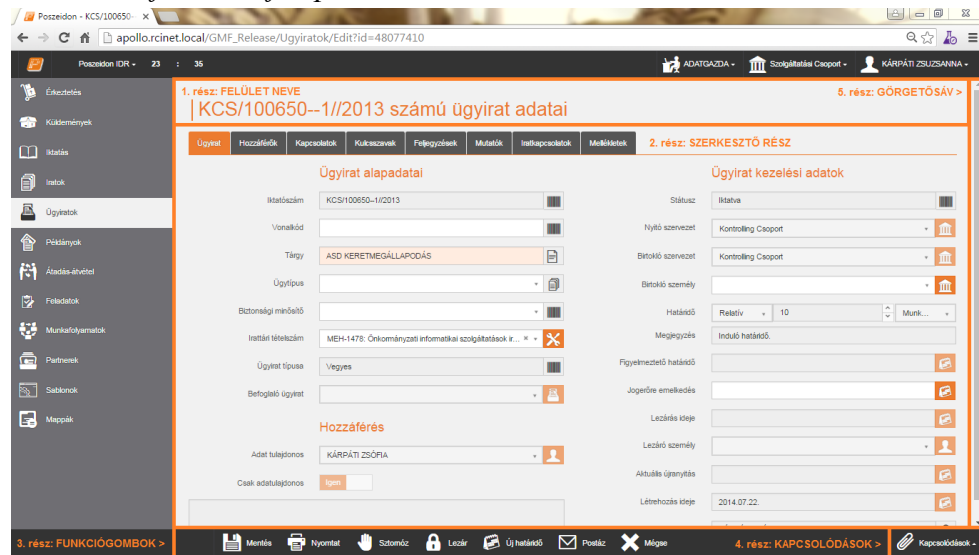 Poszeidon - KCS/100650-
apollo.rcinet.local/GMF_Release/Ugyiratok/Edit?id=48077410
Poszeidon IDR - 23 : 35
ADATGAZDA
Szolgáltatási Csoport
KÁRPÁTI ZSUZSANNA
Érkeztetés
Küldemények
Iktatás
Iratok
Ügyiratok
Példányok
Átadás-átvétel
Feladatok
Munkafolyamatok
Partnerek
Sablonok
Mappák
1. rész: FELÜLET NEVE
5. rész: GÖRGETŐSÁV >
KCS/100650--1//2013 számú ügyirat adatai
Ügyirat Hozzáférők Kapcsolatok Kulcsszavak Feljegyzések Mutatók Iratkapcsolatok Mellékletek
2. rész: SZERKESZTŐ RÉSZ
Ügyirat alapadatai
Iktatószám KCS/100650--1//2013
Vonalkód
Tárgy ASD KERETMEGÁLLAPODÁS
Ügytípus
Biztonsági minősítő
Irattári tételszám MEH-1478: Önkormányzati informatikai szolgáltatások ir...
Ügyirat típusa Vegyes
Befoglaló ügyirat
Hozzáférés
Adat tulajdonos KÁRPÁTI ZSÓFIA
Csak adatulajdonos Igen
Ügyirat kezelési adatok
Státusz Iktatva
Nyitó szervezet Kontrolling Csoport
Birtokló szervezet Kontrolling Csoport
Birtokló személy
Határidő Relatív 10 Munk...
Megjegyzés Induló határidő.
Figyelmeztető határidő
Jogerőre emelkedés
Lezárás ideje
Lezáró személy
Aktuális újranyitás
Létrehozás ideje 2014.07.22.
3. rész: FUNKCIÓGOMBOK >
Mentés Nyomtat Sztornóz Lezár Új határidő Postáz Mégse
4. rész: KAPCSOLÓDÁSOK >
Kapcsolódások